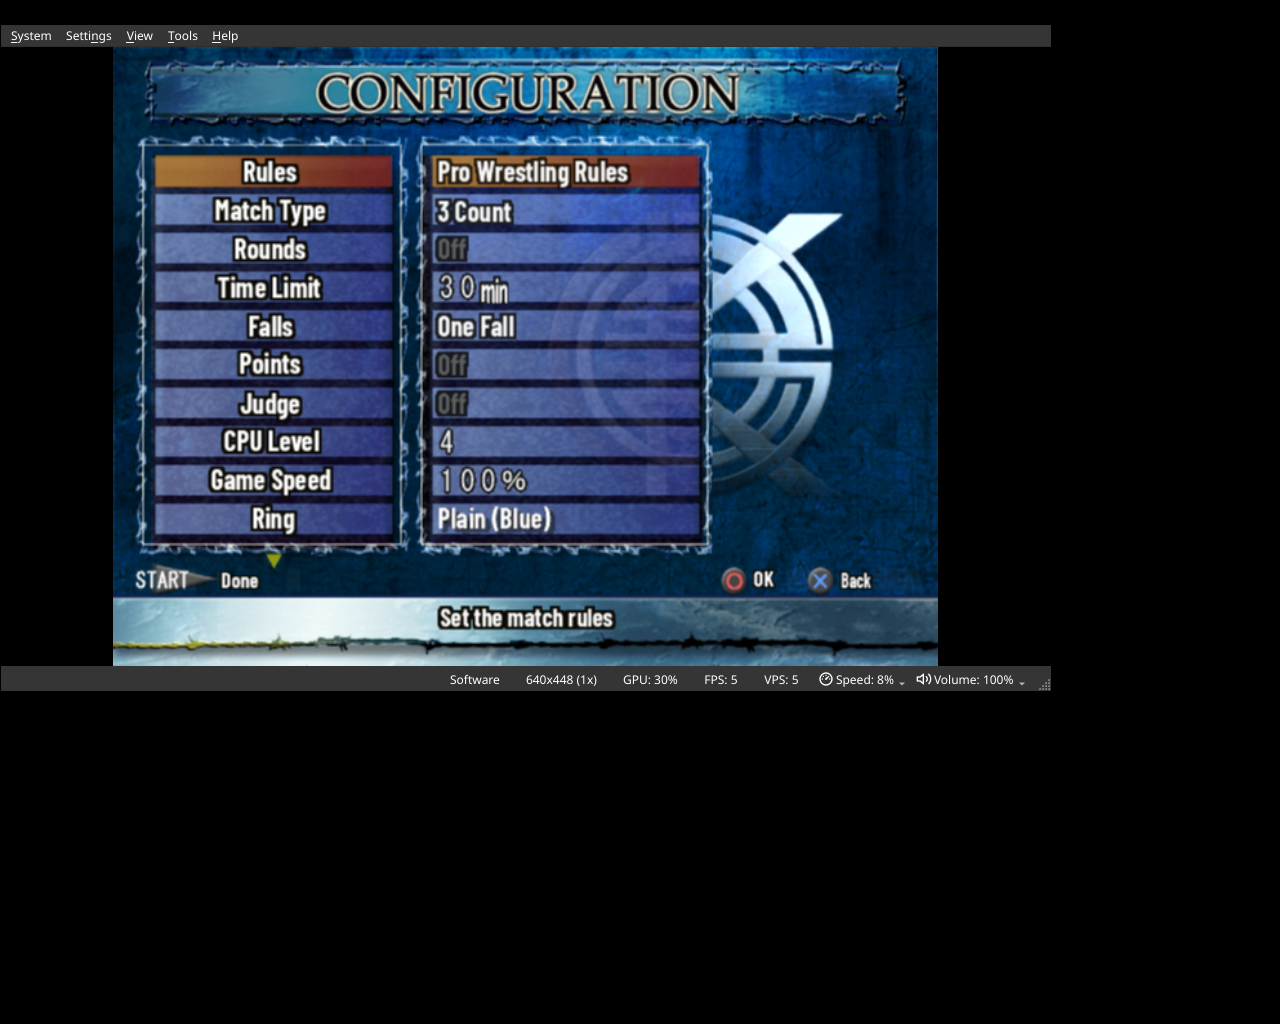 System Settings View Tools Help
CONFIGURATION
Rules Pro Wrestling Rules
Match Type 3 Count
Rounds Off
Time Limit 30 min
Falls One Fall
Points Off
Judge Off
CPU Level 4
Game Speed 100%
Ring Plain (Blue)
START Done OK Back
Set the match rules
Software 640x448 (1x) GPU: 30% FPS: 5 VPS: 5 Speed: 8% Volume: 100%